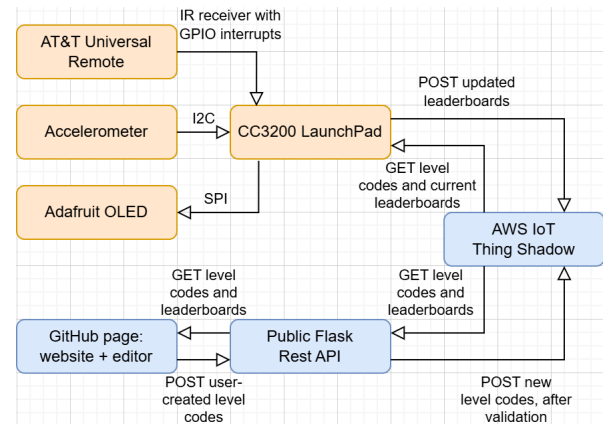 IR receiver with
GPIO interrupts
AT&T Universal
Remote
POST updated
leaderboards
Accelerometer
I2C
CC3200 LaunchPad
GET level
codes and current
leaderboards
Adafruit OLED
SPI
AWS IoT
Thing Shadow
GET level
codes and
leaderboards
GET level
codes and
leaderboards
GitHub page:
website + editor
Public Flask
Rest API
POST user-
created level
codes
POST new
level codes, after
validation